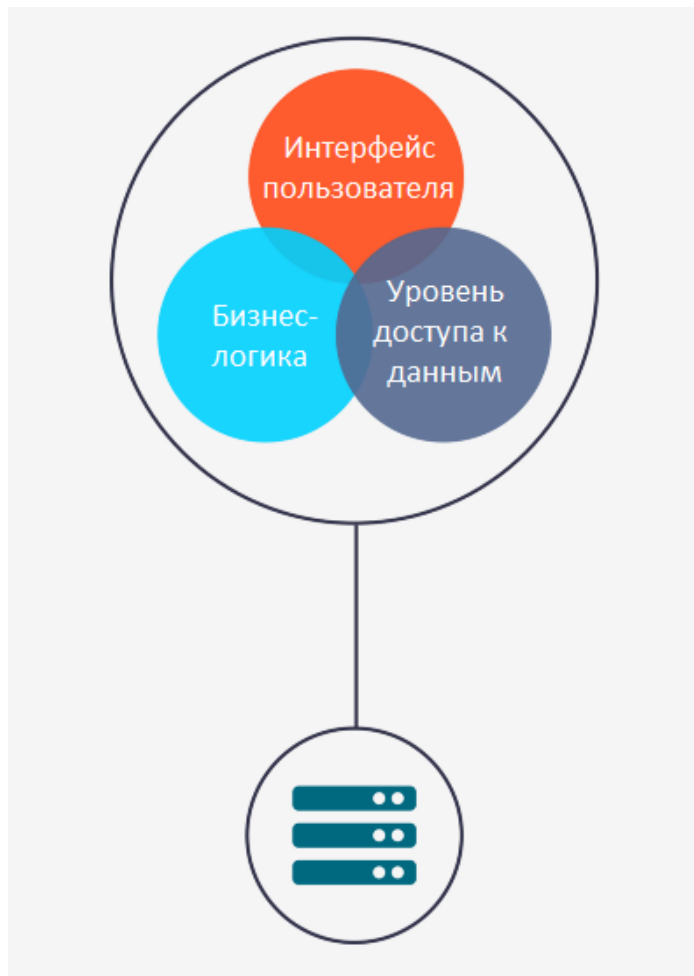 Интерфейс
пользователя
Бизнес-
логика
Уровень
доступа к
данным